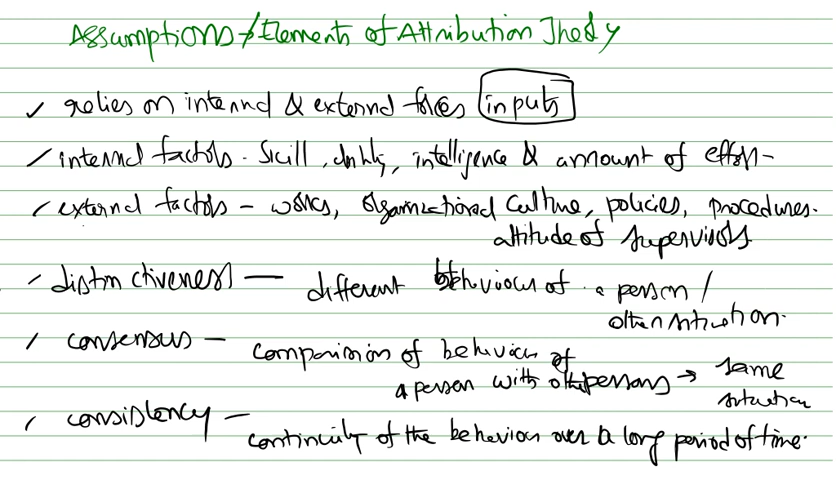 Assumptions/Elements of Attribution Theory
✓ relies on internal & external forces inputs
/ internal factors - Skill, ability, intelligence & amount of effort-
/ external factors - works, organizational culture, policies, procedures.
attitude of supervisors.
/ distinctiveness — different behaviour of a person /
other situation.
/ consensus — comparision of behaviour of
a person with other persons → same
situation
/ consistency — continuity of the behaviour over a long period of time.